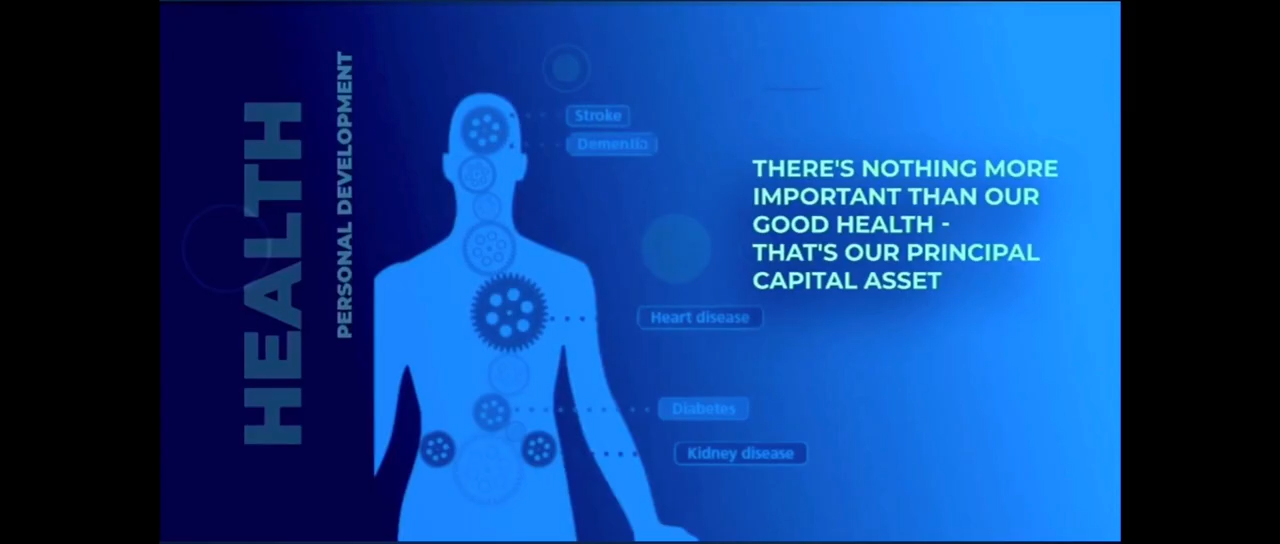 HEALTH
PERSONAL DEVELOPMENT
Stroke
Dementia
Heart disease
Diabetes
Kidney disease
THERE'S NOTHING MORE
IMPORTANT THAN OUR
GOOD HEALTH -
THAT'S OUR PRINCIPAL
CAPITAL ASSET